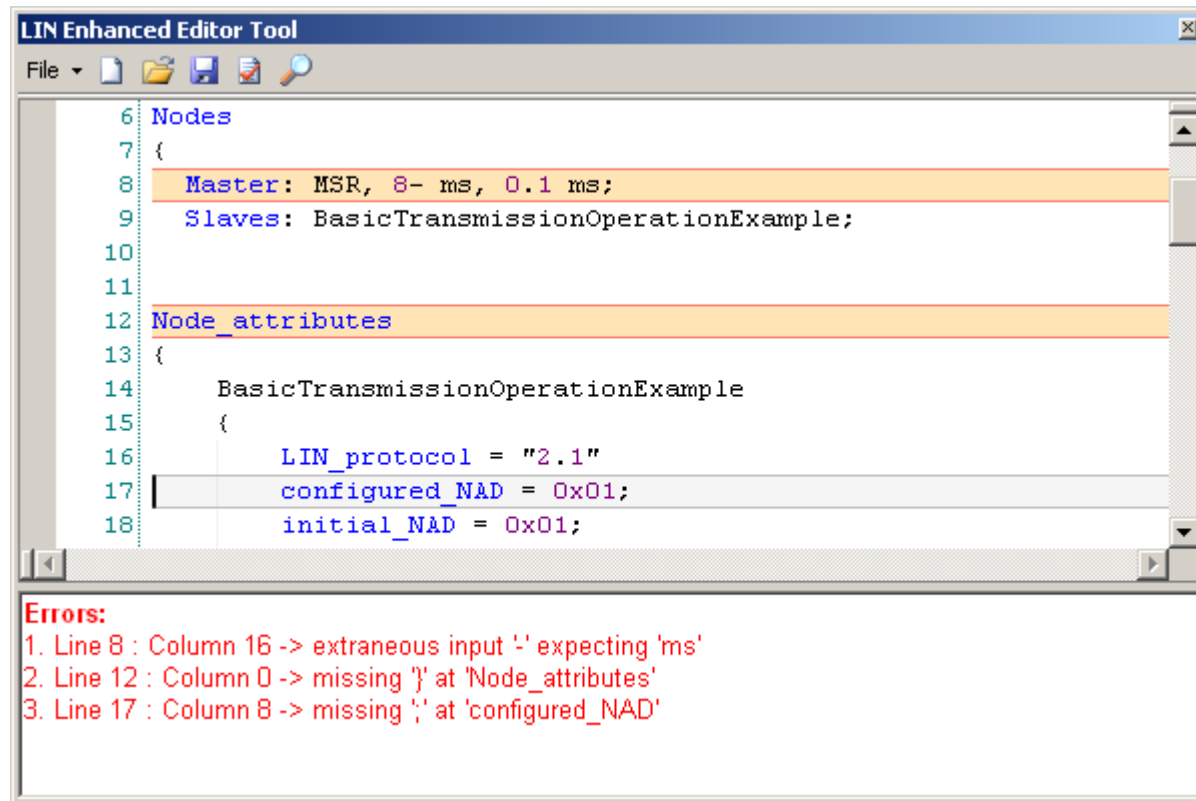 LIN Enhanced Editor Tool
File
6 Nodes
7 {
8 Master: MSR, 8- ms, 0.1 ms;
9 Slaves: BasicTransmissionOperationExample;
10
11
12 Node_attributes
13 {
14 BasicTransmissionOperationExample
15 {
16 LIN_protocol = "2.1"
17 configured_NAD = 0x01;
18 initial_NAD = 0x01;
Errors:
1. Line 8 : Column 16 -> extraneous input '-' expecting 'ms'
2. Line 12 : Column 0 -> missing '}' at 'Node_attributes'
3. Line 17 : Column 8 -> missing ';' at 'configured_NAD'